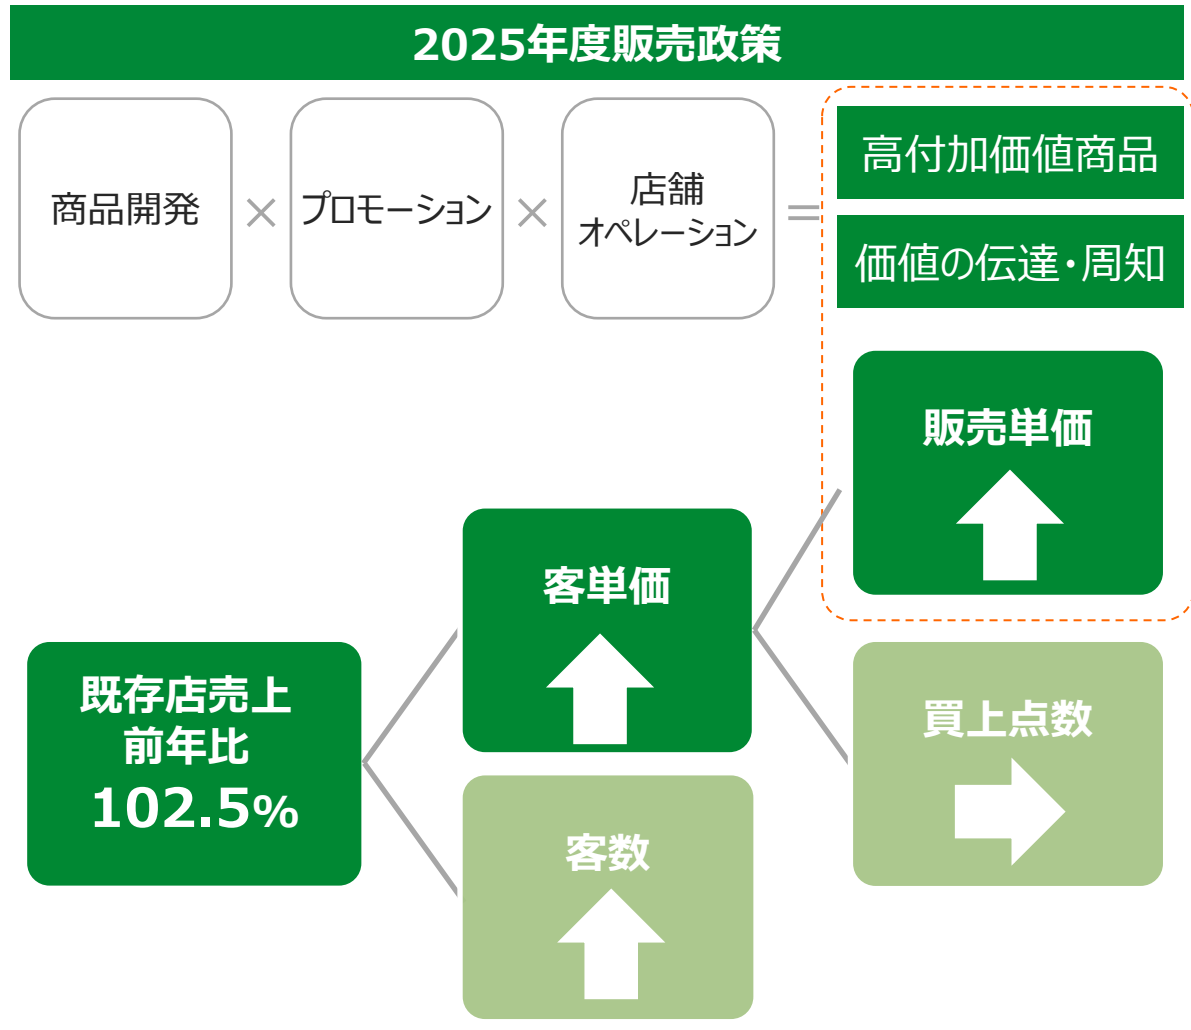 2025年度販売政策
商品開発
×
プロモーション
×
店舗
オペレーション
＝
高付加価値商品
価値の伝達・周知
販売単価
客単価
既存店売上
前年比
102.5%
買上点数
客数